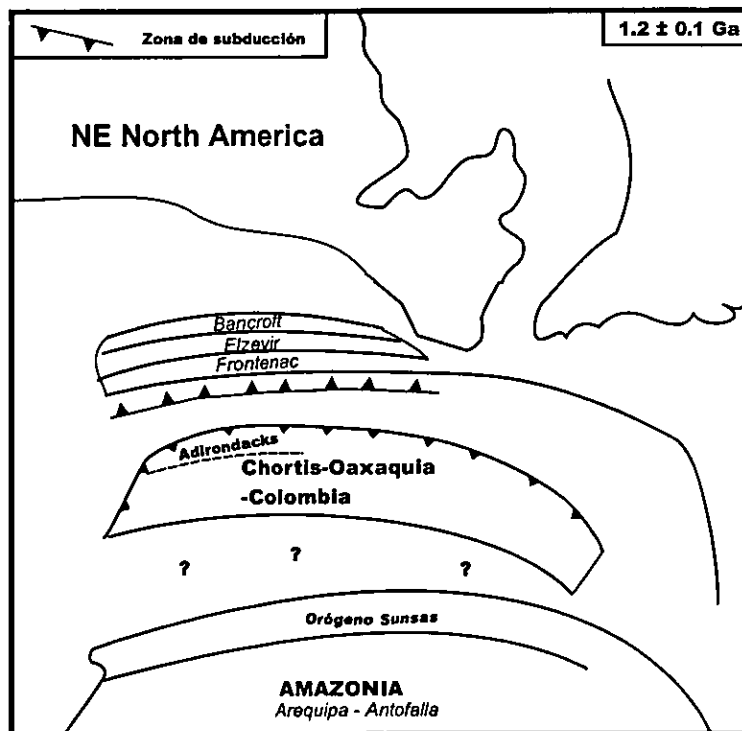 Zona de subducción
1.2 ± 0.1 Ga
NE North America
Bancroft
Elzevir
Frontenac
Adirondacks
Chortis-Oaxaquia
-Colombia
? ? ?
Orógeno Sunsas
AMAZONIA
Arequipa - Antofalla